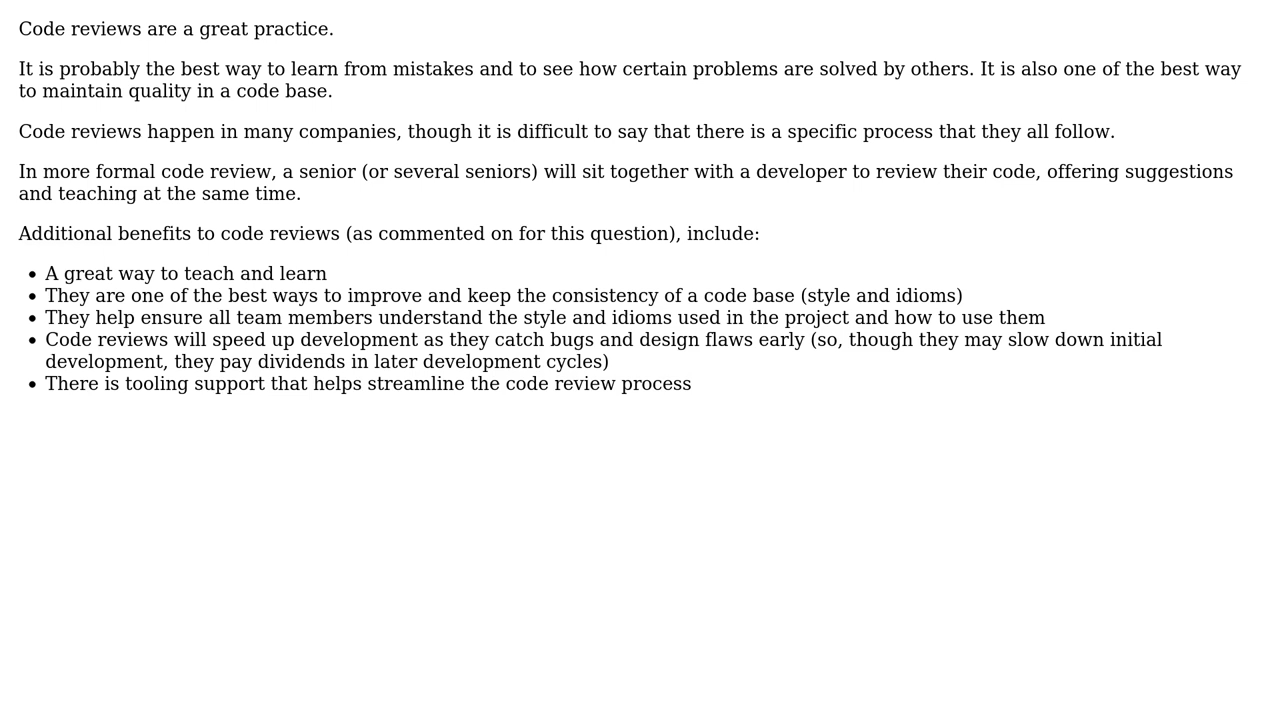 Code reviews are a great practice.
It is probably the best way to learn from mistakes and to see how certain problems are solved by others. It is also one of the best way
to maintain quality in a code base.
Code reviews happen in many companies, though it is difficult to say that there is a specific process that they all follow.
In more formal code review, a senior (or several seniors) will sit together with a developer to review their code, offering suggestions
and teaching at the same time.
Additional benefits to code reviews (as commented on for this question), include:
• A great way to teach and learn
• They are one of the best ways to improve and keep the consistency of a code base (style and idioms)
• They help ensure all team members understand the style and idioms used in the project and how to use them
• Code reviews will speed up development as they catch bugs and design flaws early (so, though they may slow down initial
development, they pay dividends in later development cycles)
• There is tooling support that helps streamline the code review process